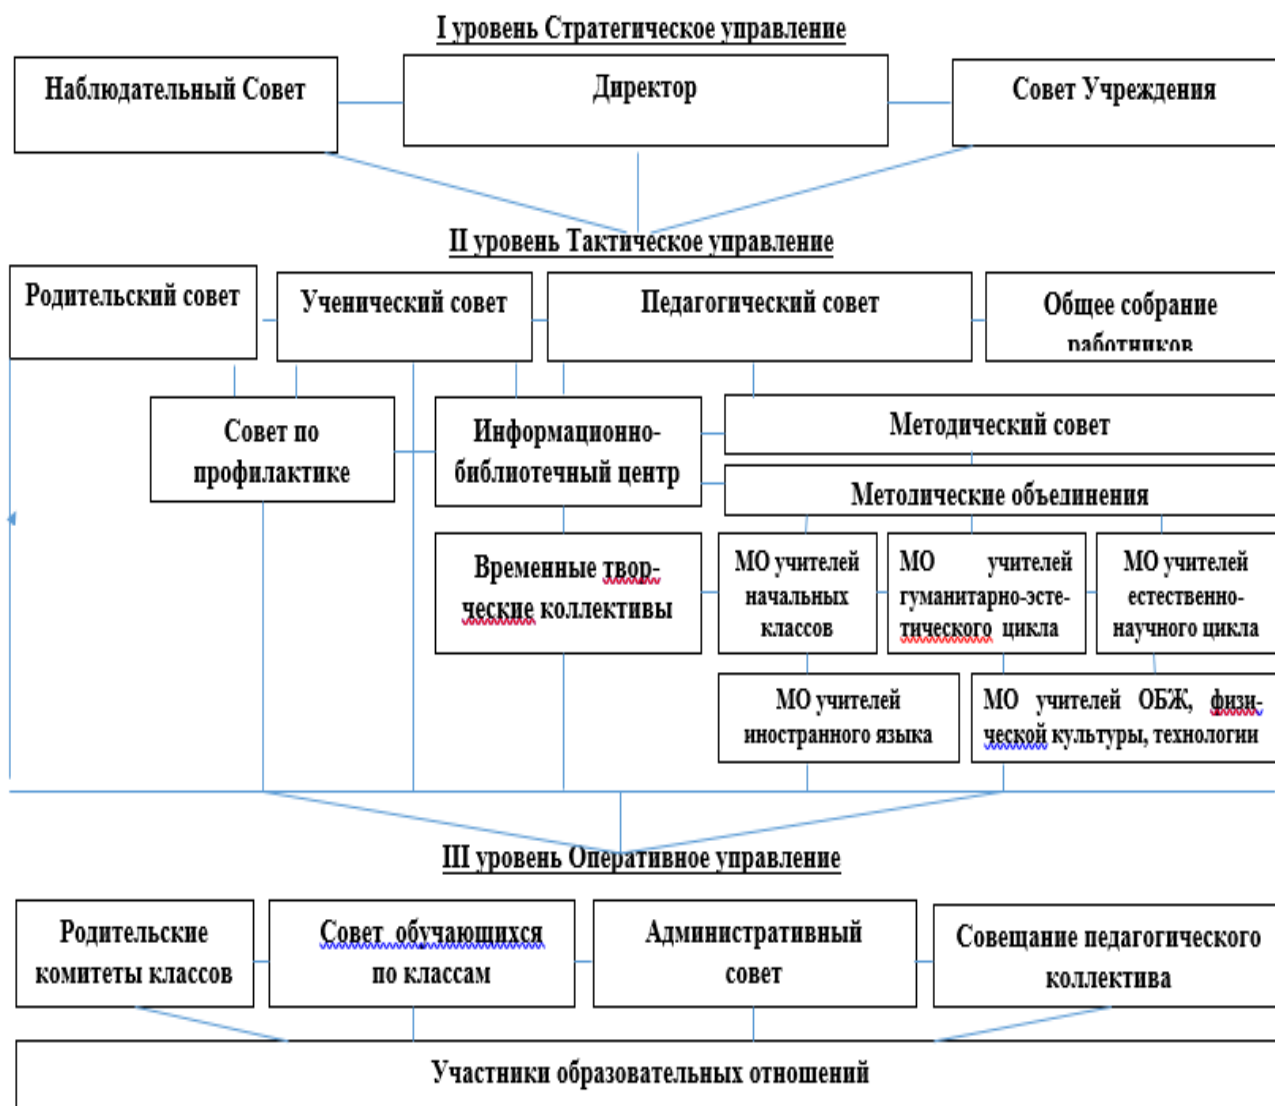 I уровень Стратегическое управление
Наблюдательный Совет
Директор
Совет Учреждения
II уровень Тактическое управление
Родительский совет
Ученический совет
Педагогический совет
Общее собрание
работников
Совет по
профилактике
Информационно-
библиотечный центр
Методический совет
Методические объединения
Временные твор-
ческие коллективы
МО учителей
начальных
классов
МО учителей
гуманитарно-эсте-
тического цикла
МО учителей
естественно-
научного цикла
МО учителей
иностранного языка
МО учителей ОБЖ, физи-
ческой культуры, технологии
III уровень Оперативное управление
Родительские
комитеты классов
Совет обучающихся
по классам
Административный
совет
Совещание педагогического
коллектива
Участники образовательных отношений